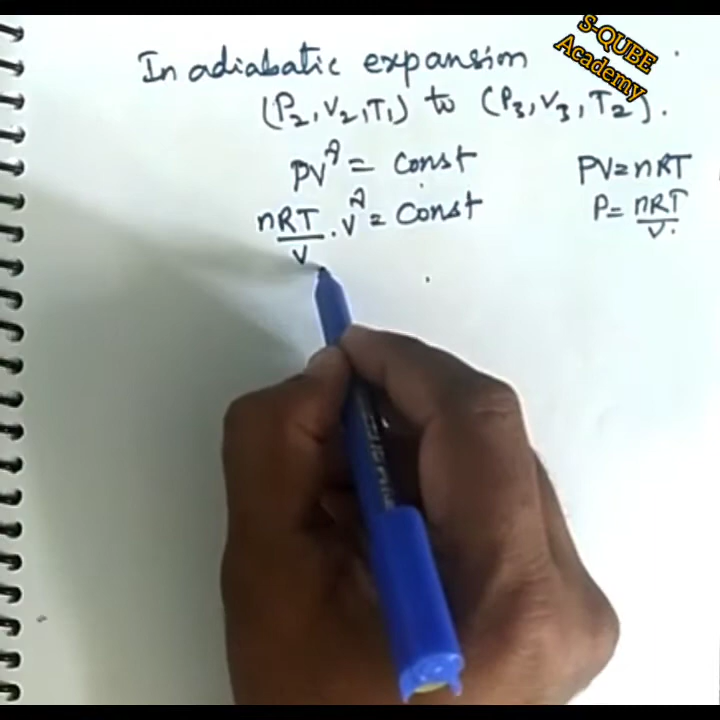 S-QUBE
Academy
In adiabatic expansion
(P₂, V₂, T₁) to (P₃, V₃, T₂).
PV^γ = Const
PV = nRT
nRT/V . V^γ = Const
P = nRT/V.